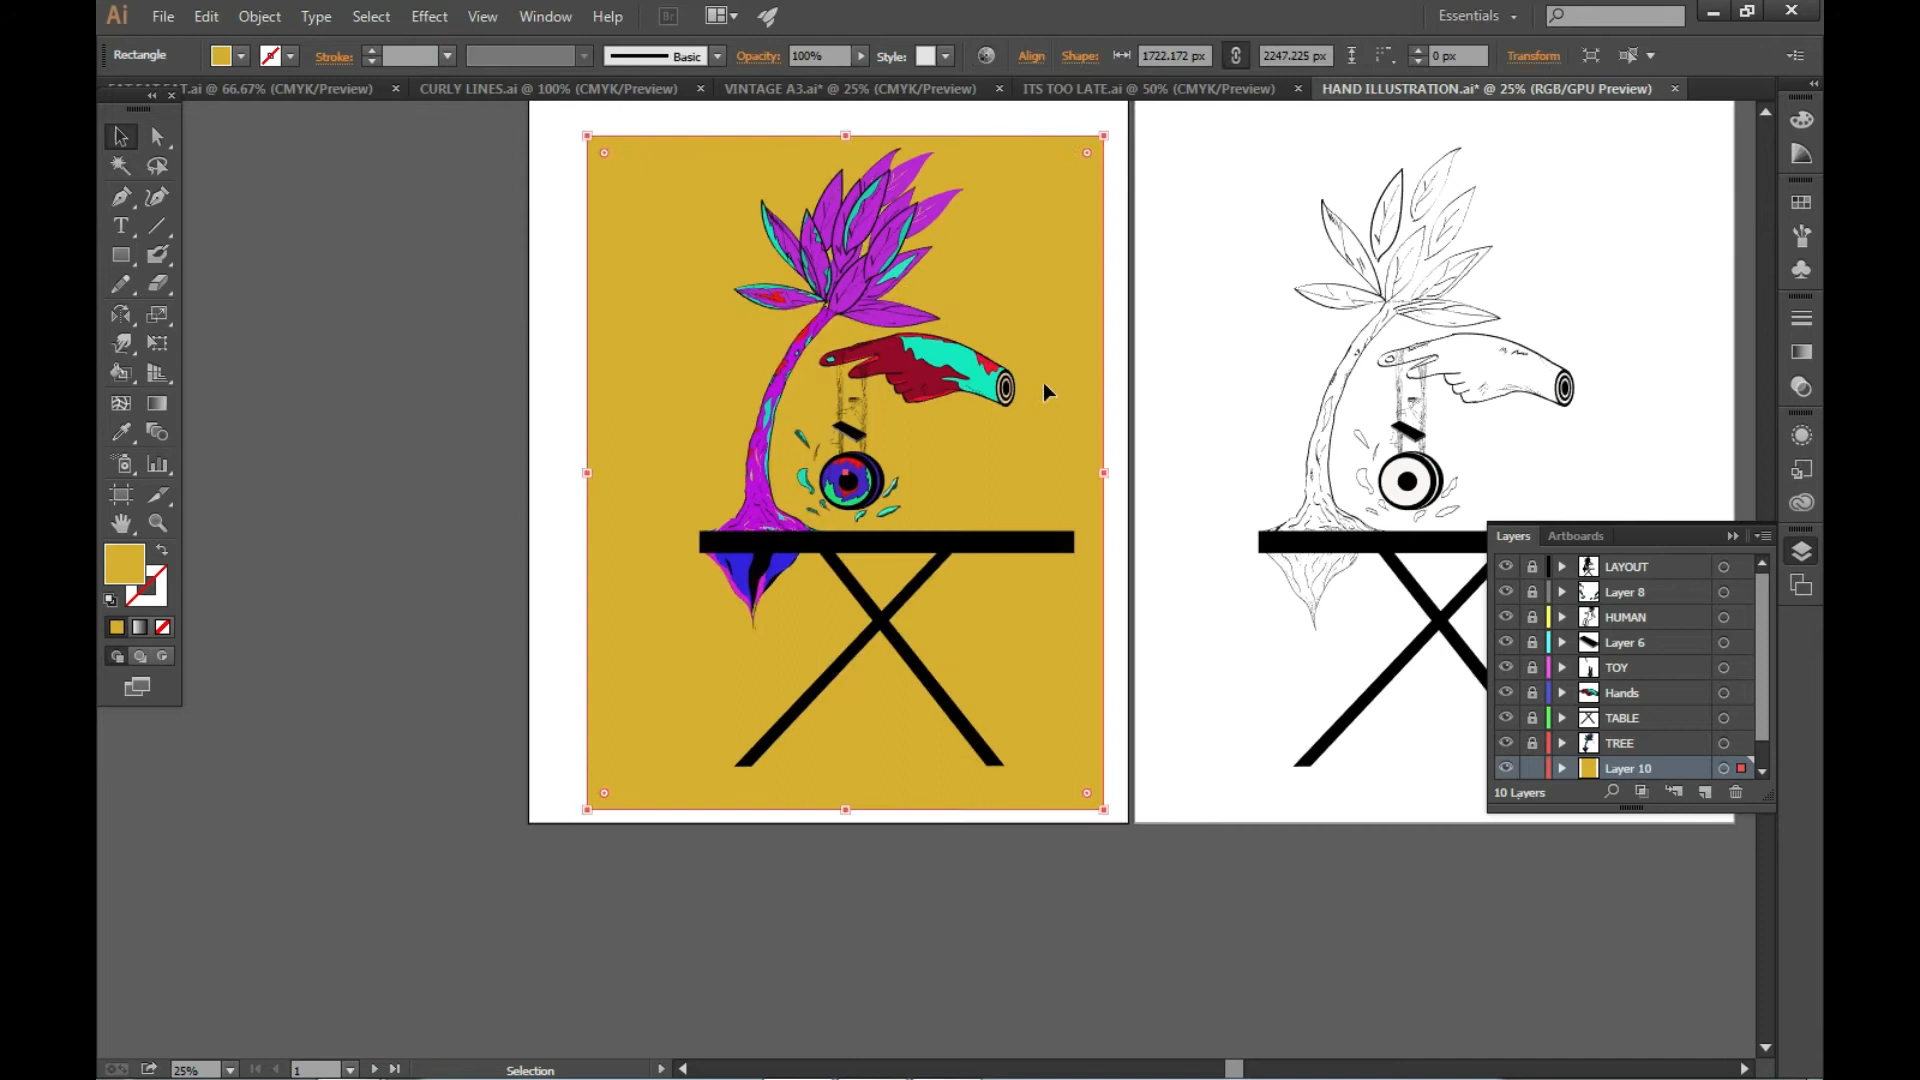 Ai File Edit Object Type Select Effect View Window Help Br Essentials
Rectangle Stroke: Basic Opacity: 100% Style: Align Shape: 1722.172 px 2247.225 px 0 px Transform
T.ai @ 66.67% (CMYK/Preview) CURLY LINES.ai @ 100% (CMYK/Preview) VINTAGE A3.ai* @ 25% (CMYK/Preview) ITS TOO LATE.ai @ 50% (CMYK/Preview) HAND ILLUSTRATION.ai* @ 25% (RGB/GPU Preview)
Layers Artboards
LAYOUT
Layer 8
HUMAN
Layer 6
TOY
Hands
TABLE
TREE
Layer 10
10 Layers
25% 1 Selection